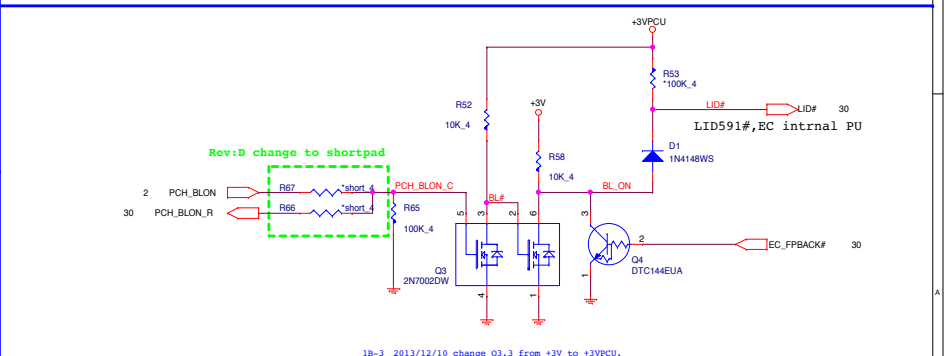 +3VPCU
R53
*100K_4
LID#
LID#
30
LID591#,EC intrnal PU
R52
10K_4
+3V
R58
10K_4
D1
1N4148WS
Rev:D change to shortpad
2
PCH_BLON
R67
*short_4
PCH_BLON_C
30
PCH_BLON_R
R66
*short_4
R65
100K_4
BL#
BL_ON
5
3
2
6
4
1
Q3
2N7002DW
3
2
1
Q4
DTC144EUA
EC_FPBACK#
30
A
1B-3 2013/12/10 change Q3.3 from +3V to +3VPCU.